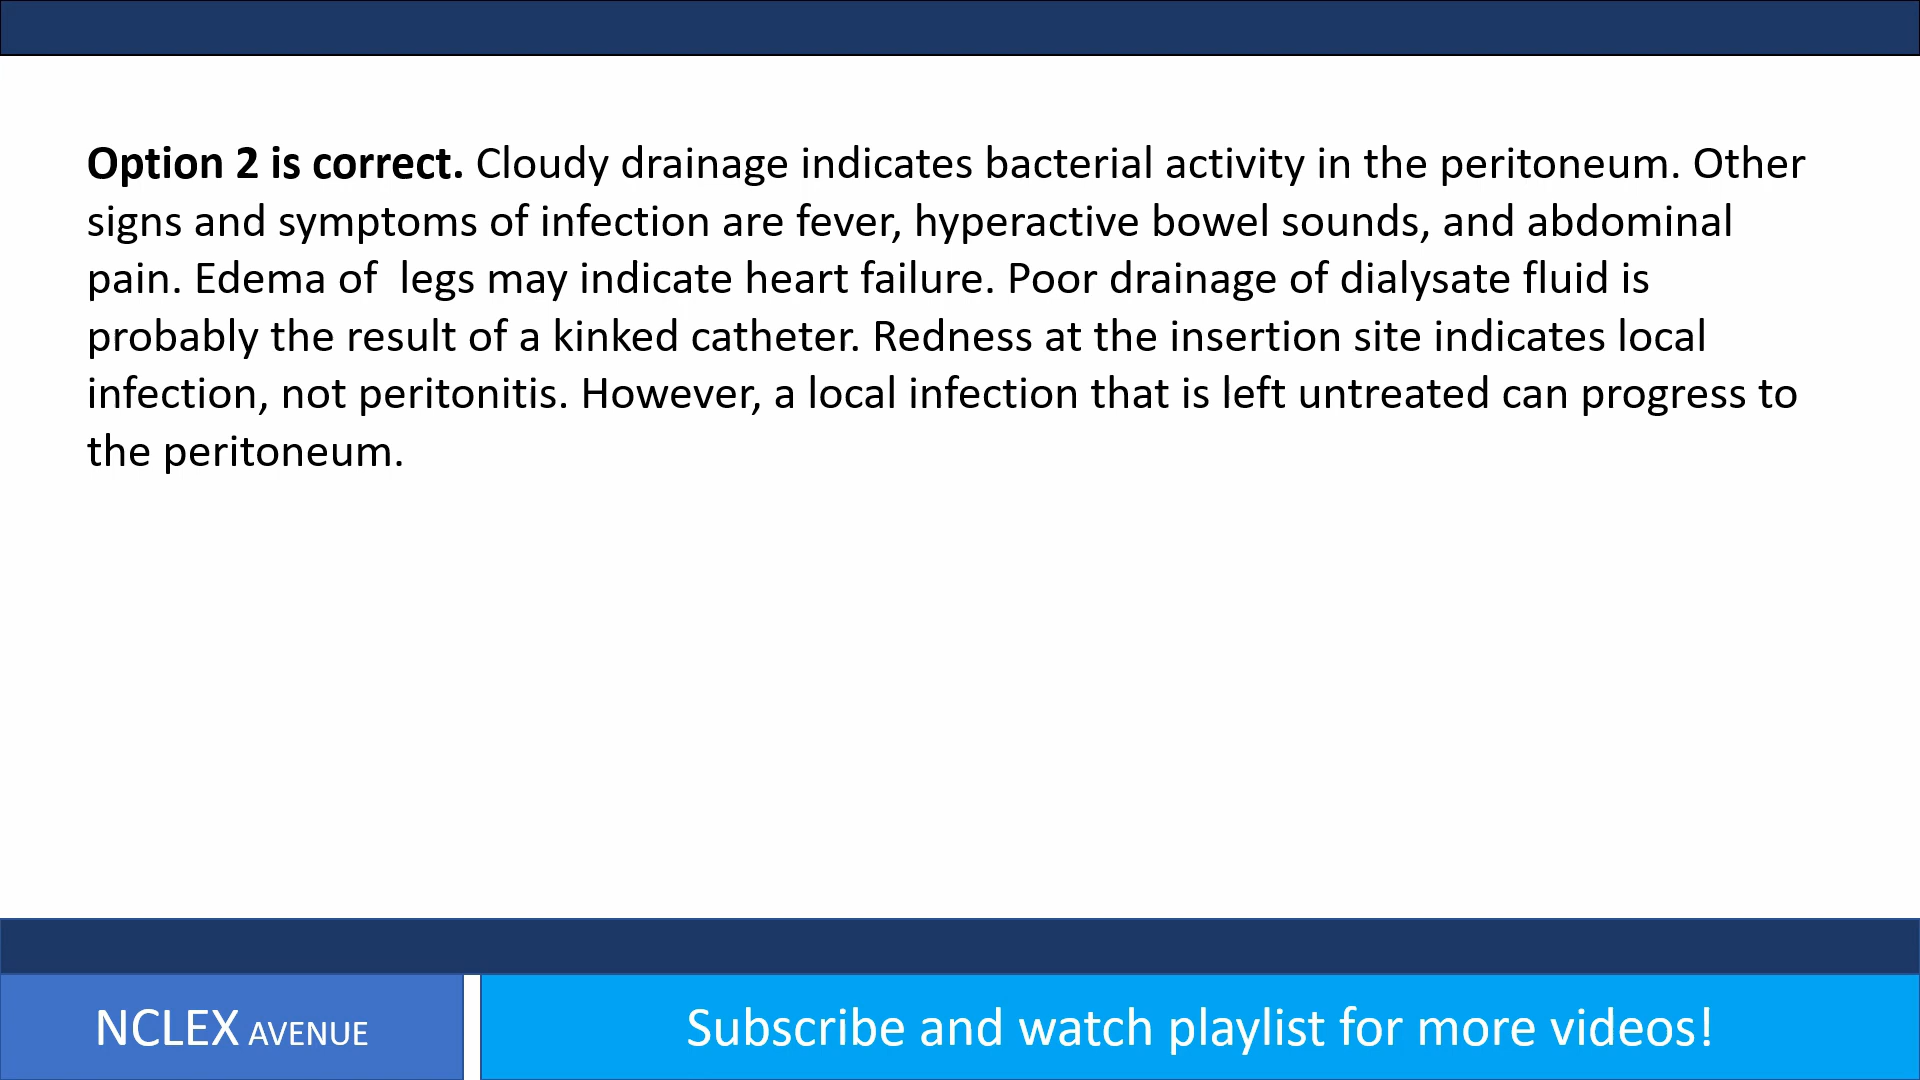 Option 2 is correct. Cloudy drainage indicates bacterial activity in the peritoneum. Other
signs and symptoms of infection are fever, hyperactive bowel sounds, and abdominal
pain. Edema of  legs may indicate heart failure. Poor drainage of dialysate fluid is
probably the result of a kinked catheter. Redness at the insertion site indicates local
infection, not peritonitis. However, a local infection that is left untreated can progress to
the peritoneum.
NCLEX AVENUE
Subscribe and watch playlist for more videos!